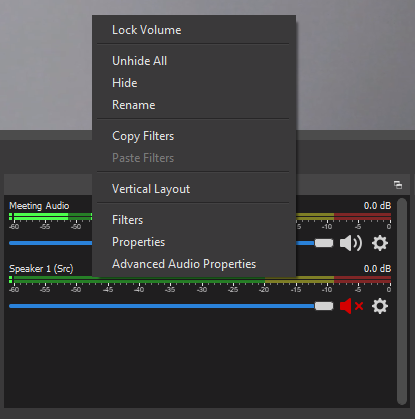 Lock Volume
Unhide All
Hide
Rename
Copy Filters
Paste Filters
Vertical Layout
Filters
Properties
Advanced Audio Properties
Meeting Audio 0.0 dB
-60 -55 -50 -15 -10 -5 0
Speaker 1 (Src) 0.0 dB
-60 -55 -50 -45 -40 -35 -30 -25 -20 -15 -10 -5 0